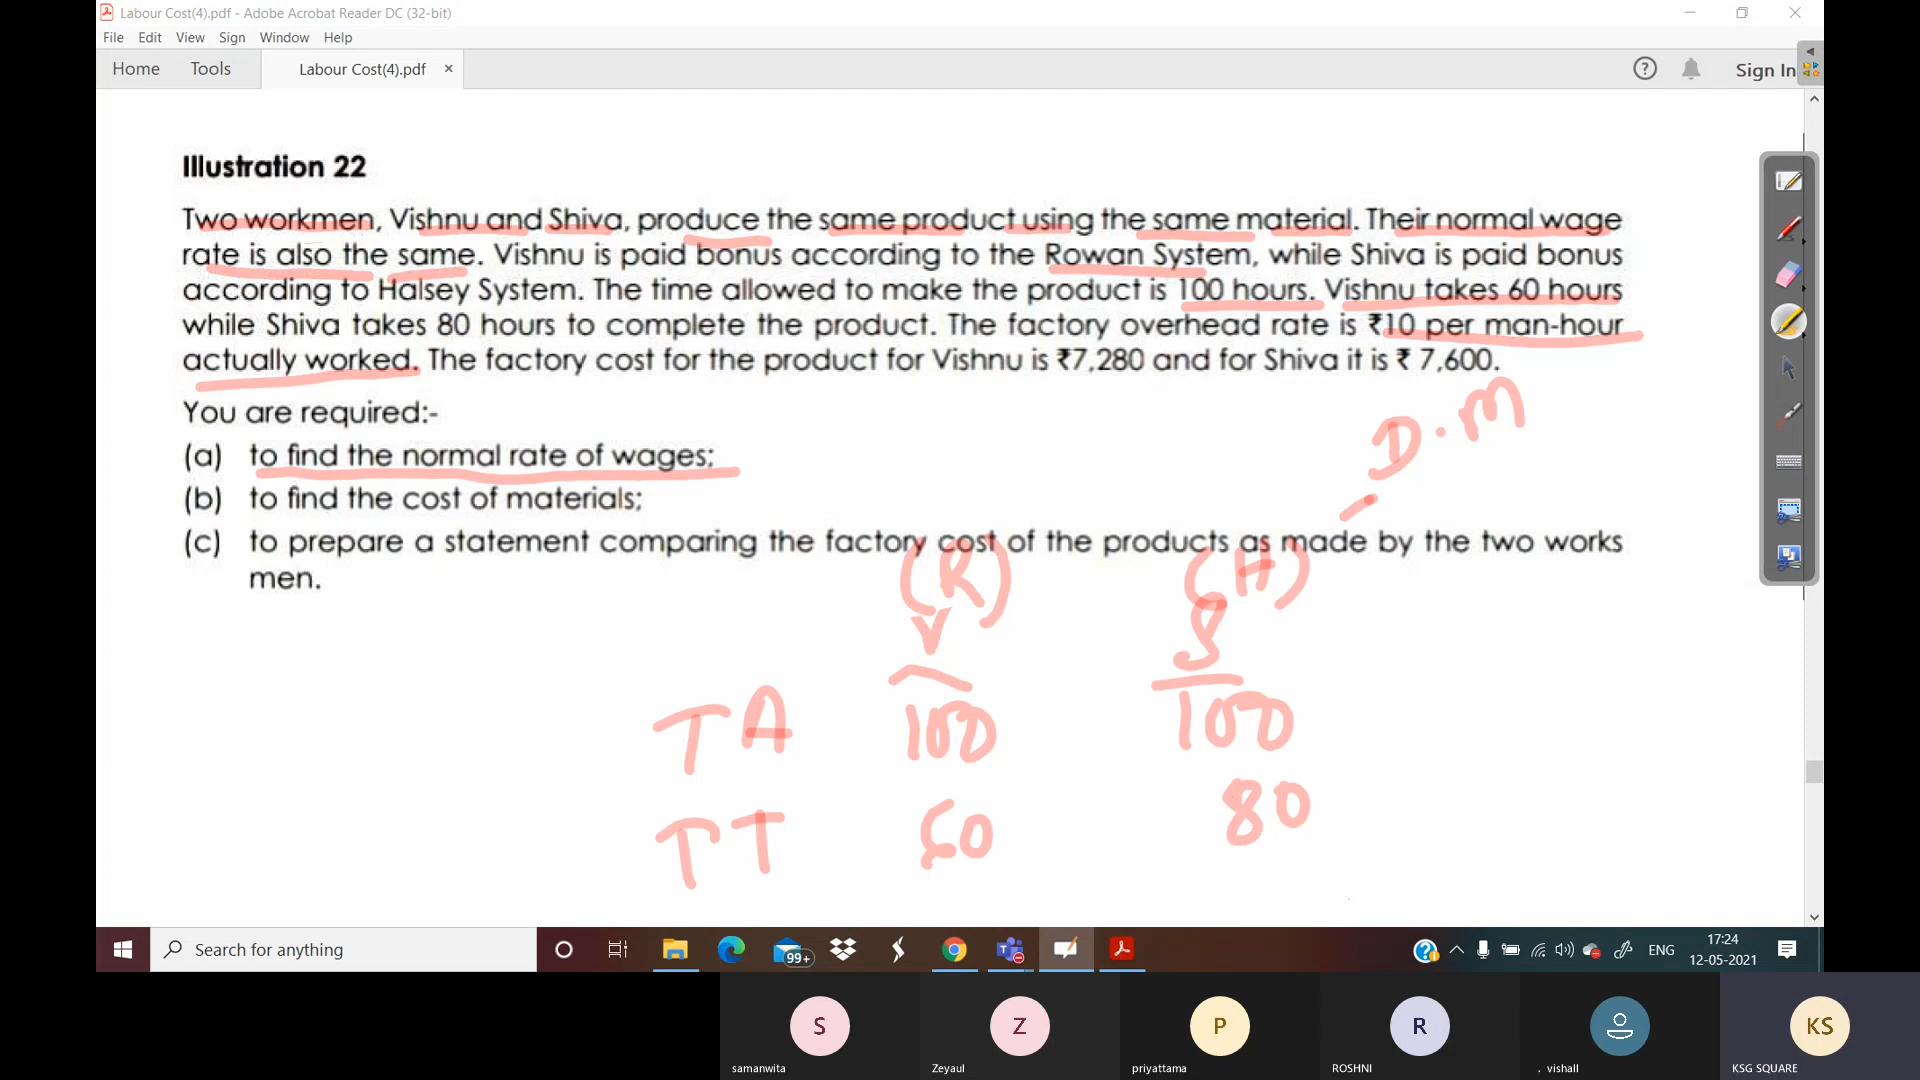 Labour Cost(4).pdf - Adobe Acrobat Reader DC (32-bit)
File Edit View Sign Window Help
Home Tools Labour Cost(4).pdf × Sign In
Illustration 22
Two workmen, Vishnu and Shiva, produce the same product using the same material. Their normal wage
rate is also the same. Vishnu is paid bonus according to the Rowan System, while Shiva is paid bonus
according to Halsey System. The time allowed to make the product is 100 hours. Vishnu takes 60 hours
while Shiva takes 80 hours to complete the product. The factory overhead rate is ₹10 per man-hour
actually worked. The factory cost for the product for Vishnu is ₹7,280 and for Shiva it is ₹ 7,600.
You are required:-
(a) to find the normal rate of wages;
(b) to find the cost of materials;
(c) to prepare a statement comparing the factory cost of the products as made by the two works
men.
D.M
(R) (H)
V S
TA 100 100
TT 60 80
Search for anything
99+
ENG
17:24
12-05-2021
S Z P R KS
samanwita Zeyaul priyattama ROSHNI . vishall KSG SQUARE